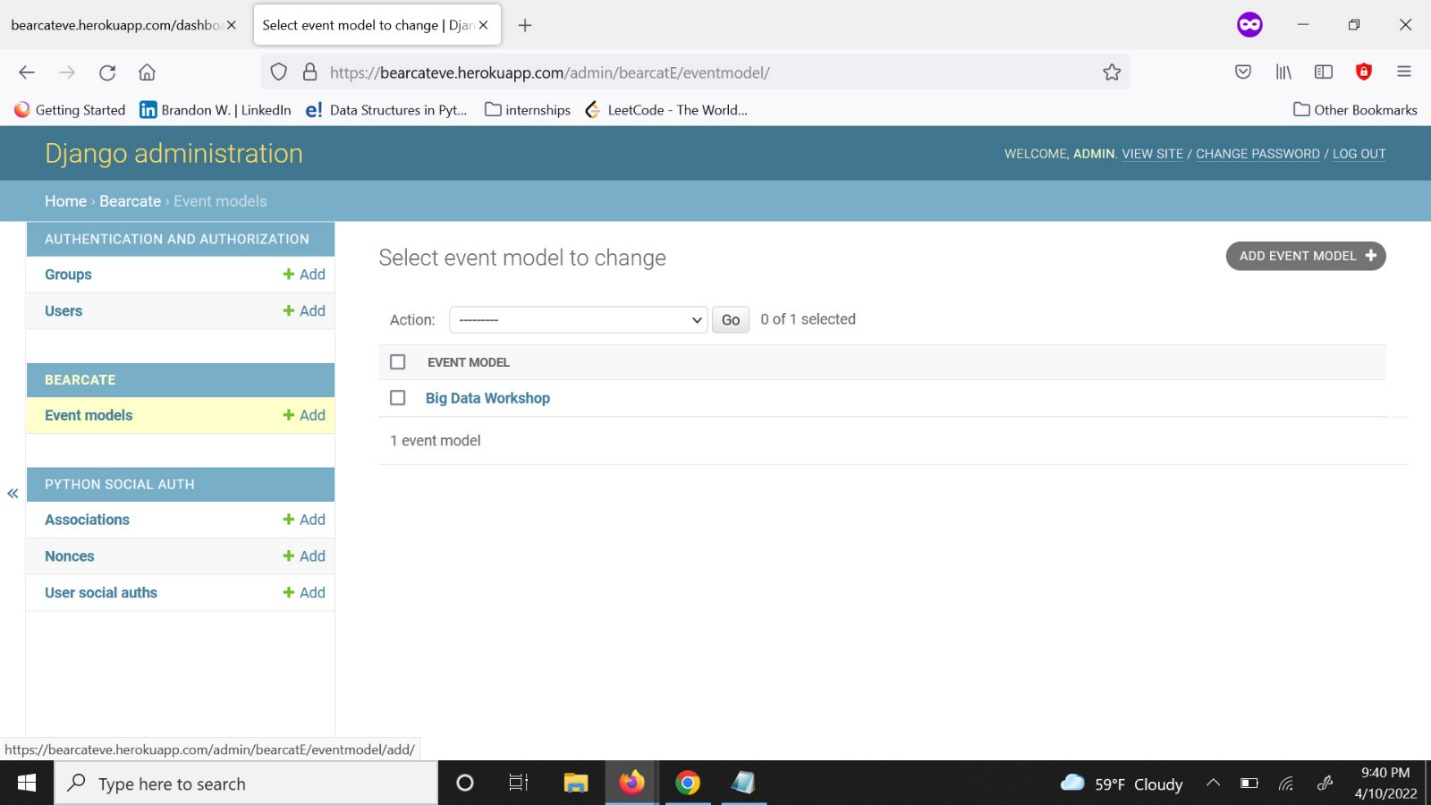 bearcateve.herokuapp.com/dashboa
Select event model to change | Djan
https://bearcateve.herokuapp.com/admin/bearcatE/eventmodel/
Getting Started
in Brandon W. | LinkedIn
e! Data Structures in Pyt...
internships
LeetCode - The World...
Other Bookmarks
Django administration
WELCOME, ADMIN. VIEW SITE / CHANGE PASSWORD / LOG OUT
Home › Bearcate › Event models
AUTHENTICATION AND AUTHORIZATION
Groups + Add
Users + Add
BEARCATE
Event models + Add
PYTHON SOCIAL AUTH
«
Associations + Add
Nonces + Add
User social auths + Add
Select event model to change
ADD EVENT MODEL +
Action: --------- Go 0 of 1 selected
EVENT MODEL
Big Data Workshop
1 event model
https://bearcateve.herokuapp.com/admin/bearcatE/eventmodel/add/
Type here to search
59°F Cloudy
9:40 PM
4/10/2022